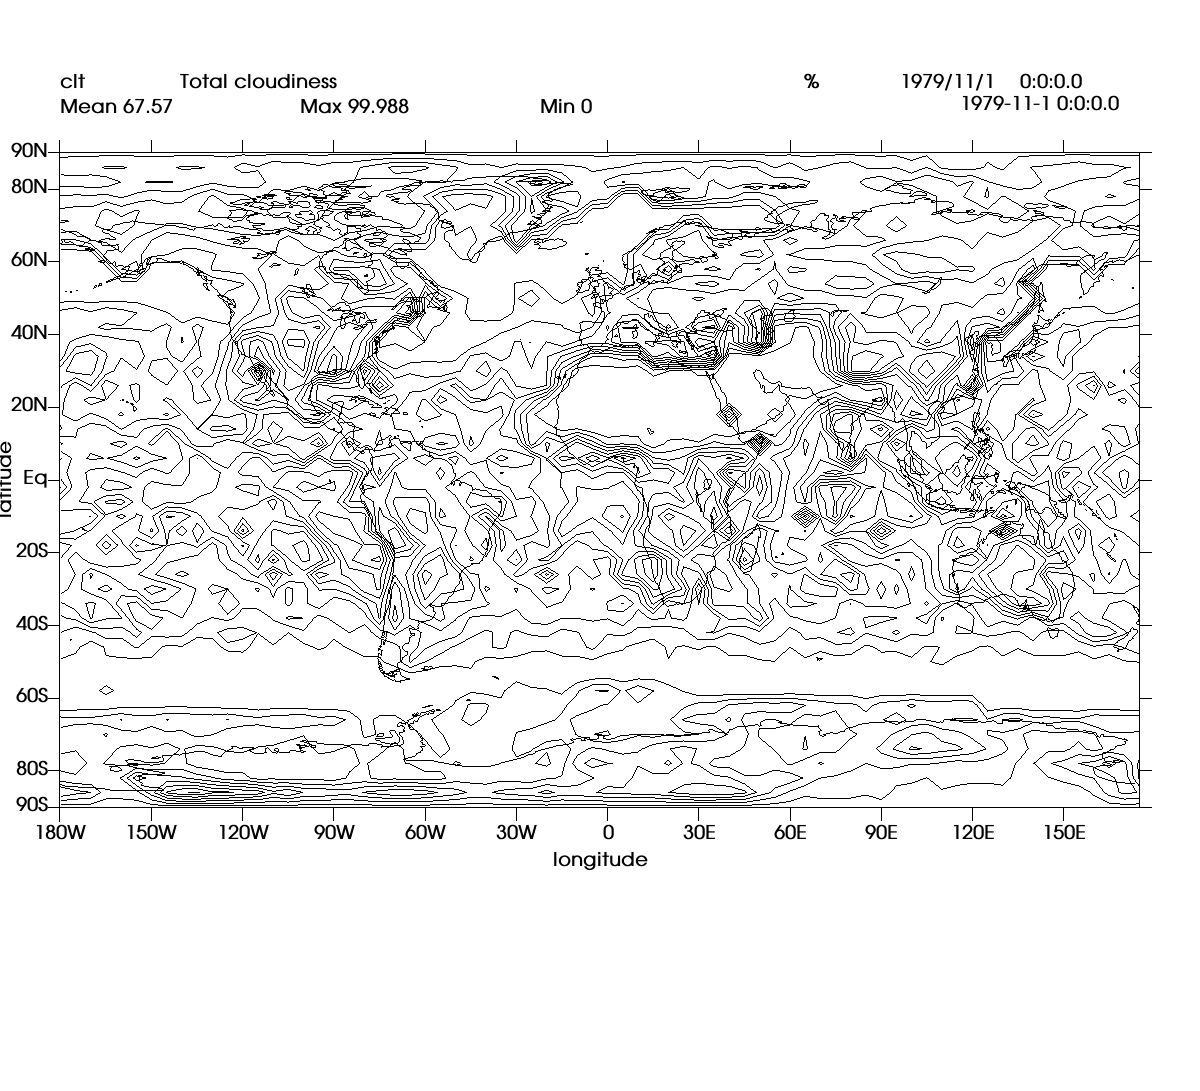 clt Total cloudiness % 1979/11/1 0:0:0.0
Mean 67.57 Max 99.988 Min 0 1979-11-1 0:0:0.0
90N
80N
60N
40N
20N
Eq
20S
40S
60S
80S
90S
latitude
180W 150W 120W 90W 60W 30W 0 30E 60E 90E 120E 150E
longitude